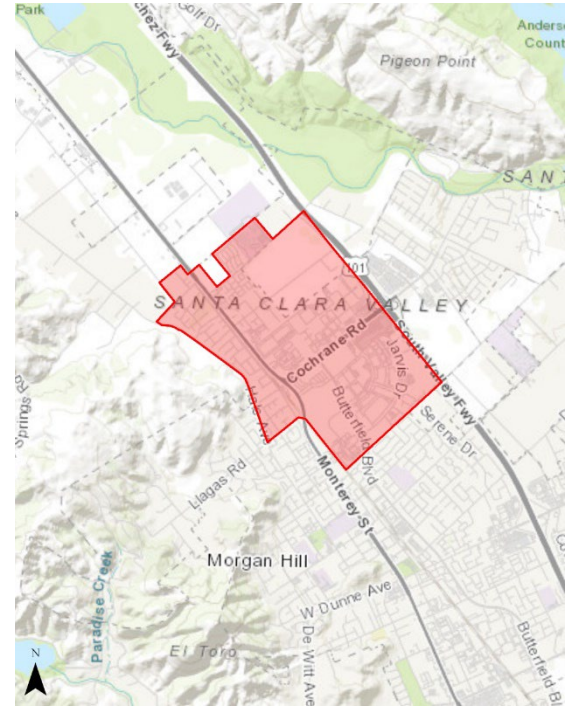 Park
chez Fwy
Golf Dr
Anders
Count
Pigeon Point
SANT
101
SANTA CLARA VALLEY
Cochrane Rd
South Valley Fwy
Jarvis Dr
Hale Ave
Butterfield Blvd
Serene Dr
Springs Rd
Llagas Rd
Monterey St
Morgan Hill
W Dunne Ave
Paradise Creek
El Toro
De Witt Ave
Butterfield Bl
N